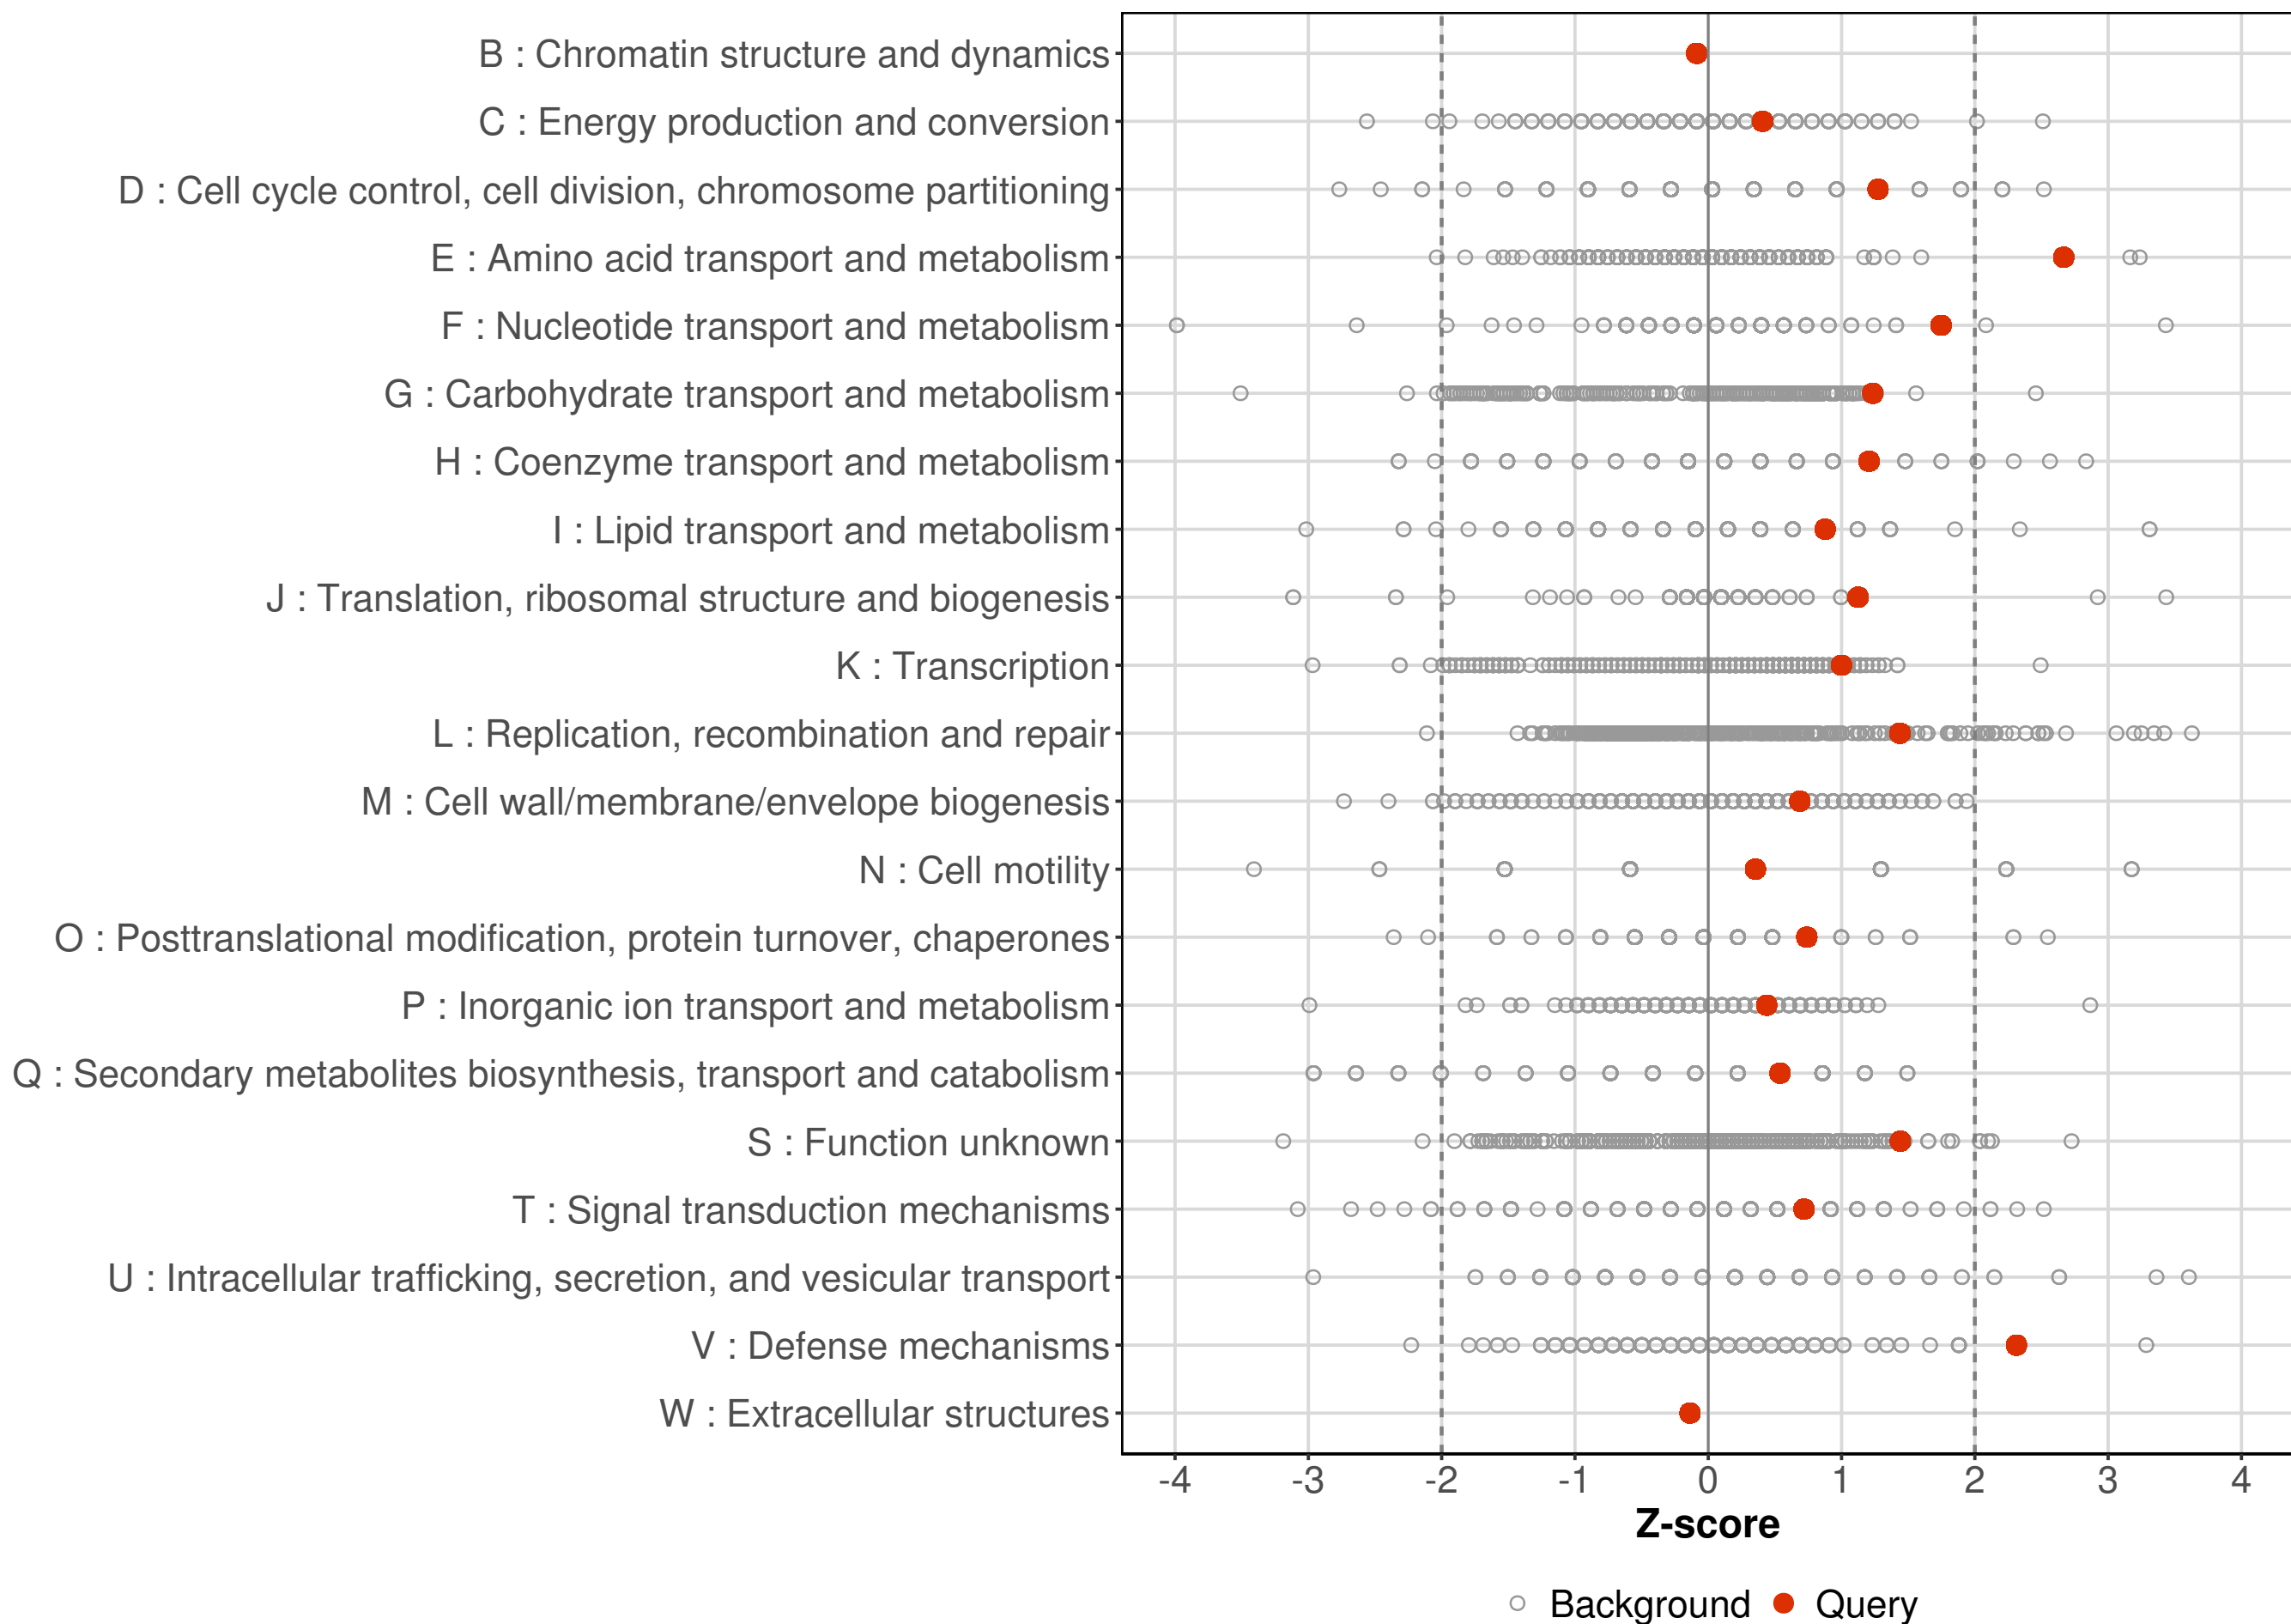 B : Chromatin structure and dynamics
C : Energy production and conversion
D : Cell cycle control, cell division, chromosome partitioning
E : Amino acid transport and metabolism
F : Nucleotide transport and metabolism
G : Carbohydrate transport and metabolism
H : Coenzyme transport and metabolism
I : Lipid transport and metabolism
J : Translation, ribosomal structure and biogenesis
K : Transcription
L : Replication, recombination and repair
M : Cell wall/membrane/envelope biogenesis
N : Cell motility
O : Posttranslational modification, protein turnover, chaperones
P : Inorganic ion transport and metabolism
Q : Secondary metabolites biosynthesis, transport and catabolism
S : Function unknown
T : Signal transduction mechanisms
U : Intracellular trafficking, secretion, and vesicular transport
V : Defense mechanisms
W : Extracellular structures
-4 -3 -2 -1 0 1 2 3 4
Z-score
Background Query